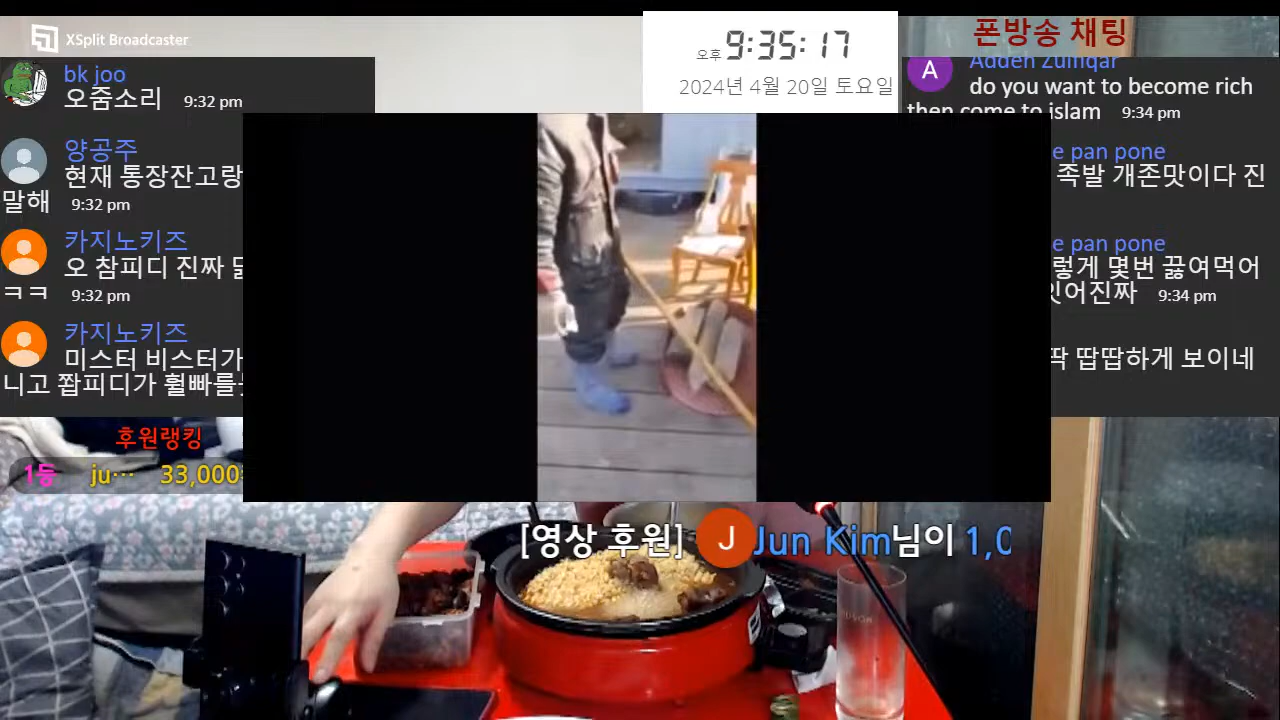 XSplit Broadcaster
bk joo
오줌소리 9:32 pm
양공주
현재 통장잔고랑
말해 9:32 pm
카지노키즈
오 참피디 진짜
ㅋㅋ 9:32 pm
카지노키즈
미스터 비스터가
니고 쫩피디가 훨빠를
후원랭킹
1등 ju… 33,000
오후 9:35:17
2024년 4월 20일 토요일
폰방송 채팅
A Addeh Zulfiqar
do you want to become rich
then come to islam 9:34 pm
e pan pone
족발 개존맛이다 진
e pan pone
렇게 몇번 끓여먹어
있어진짜 9:34 pm
딱 땁땁하게 보이네
[영상 후원] J Jun Kim님이 1,0